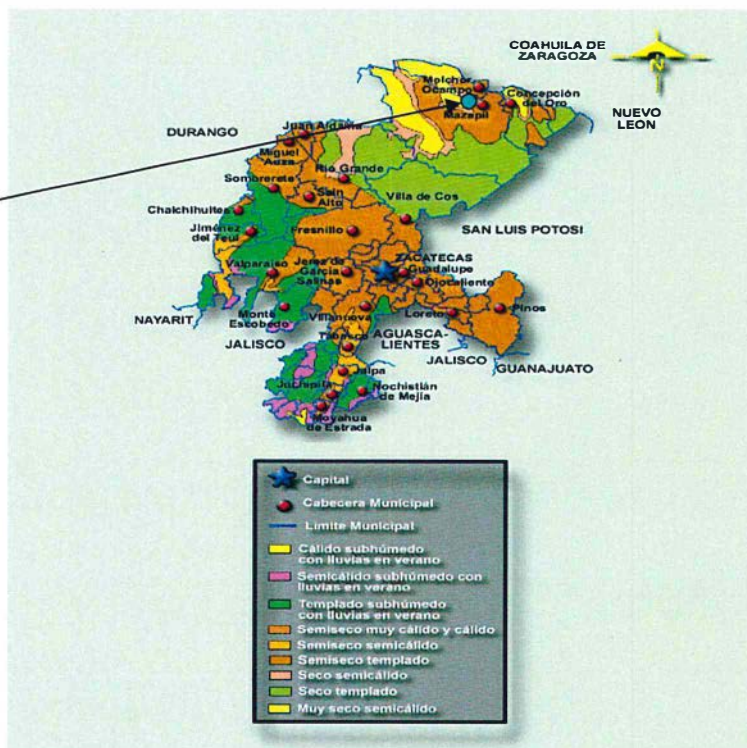 COAHUILA DE
ZARAGOZA
N
Melchor
Ocampo
Concepción
del Oro
Mazapil
NUEVO
LEON
DURANGO
Juan Aldama
Miguel
Auza
Río Grande
Sombrerete
Sain
Alto
Villa de Cos
Chalchihuites
SAN LUIS POTOSI
Jiménez
del Teul
Fresnillo
ZACATECAS
Guadalupe
Valparaíso
Jerez de
García
Salinas
Ojocaliente
Monte
Escobedo
Villanueva
Loreto
Pinos
NAYARIT
AGUASCA-
LIENTES
JALISCO
Tabasco
JALISCO
GUANAJUATO
Jalpa
Juchipila
Nochistlán
de Mejía
Moyahua
de Estrada
Capital
Cabecera Municipal
Límite Municipal
Cálido subhúmedo
con lluvias en verano
Semicálido subhúmedo con
lluvias en verano
Templado subhúmedo
con lluvias en verano
Semiseco muy cálido y cálido
Semiseco semicálido
Semiseco templado
Seco semicálido
Seco templado
Muy seco semicálido